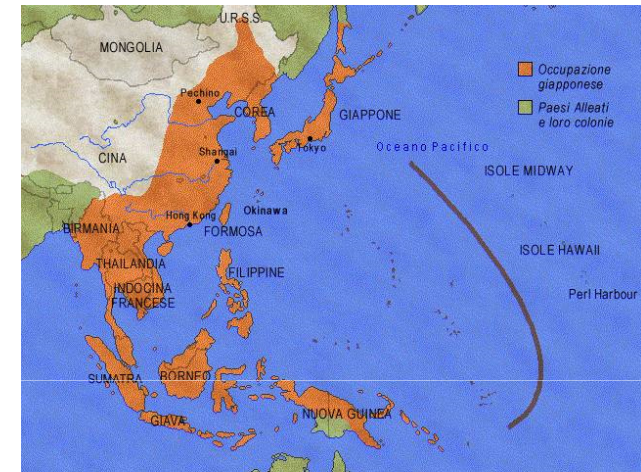 U.R.S.S.
MONGOLIA
Occupazione
giapponese
Pechino
Paesi Alleati
e loro colonie
COREA
GIAPPONE
Tokyo
Oceano Pacifico
CINA
Shangai
ISOLE MIDWAY
Hong Kong
Okinawa
BIRMANIA
FORMOSA
ISOLE HAWAII
THAILANDIA
FILIPPINE
INDOCINA
FRANCESE
Perl Harbour
SUMATRA
BORNEO
GIAVA
NUOVA GUINEA